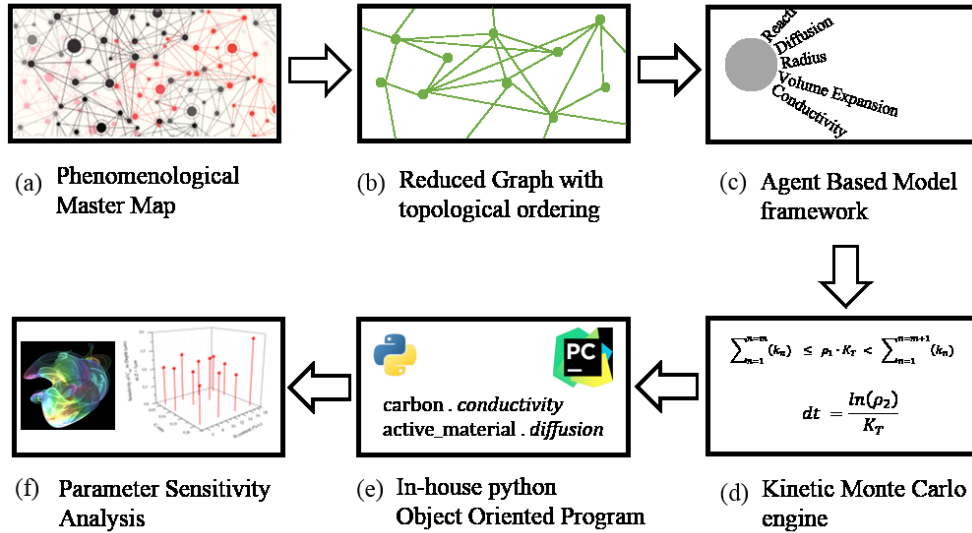 Reacti
Diffusion
Radius
Volume Expansion
Conductivity
(a) Phenomenological
Master Map
(b) Reduced Graph with
topological ordering
(c) Agent Based Model
framework
PC
carbon . conductivity
active_material . diffusion
∑_{n=1}^{n=m}(k_n) ≤ ρ₁ · K_T < ∑_{n=1}^{n=m+1}(k_n)
dt = ln(ρ₂) / K_T
(f) Parameter Sensitivity
Analysis
(e) In-house python
Object Oriented Program
(d) Kinetic Monte Carlo
engine